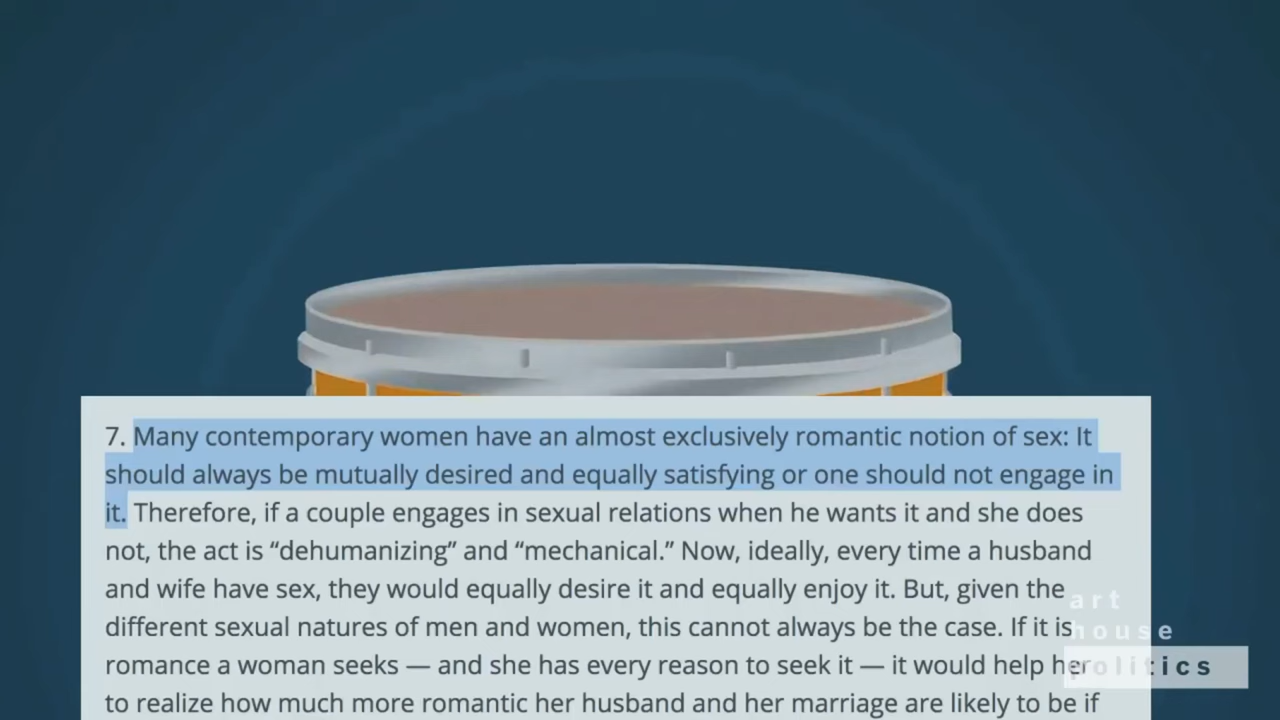 7. Many contemporary women have an almost exclusively romantic notion of sex: It
should always be mutually desired and equally satisfying or one should not engage in
it. Therefore, if a couple engages in sexual relations when he wants it and she does
not, the act is “dehumanizing” and “mechanical.” Now, ideally, every time a husband
and wife have sex, they would equally desire it and equally enjoy it. But, given the
different sexual natures of men and women, this cannot always be the case. If it is
romance a woman seeks — and she has every reason to seek it — it would help her
to realize how much more romantic her husband and her marriage are likely to be if
art
house
politics